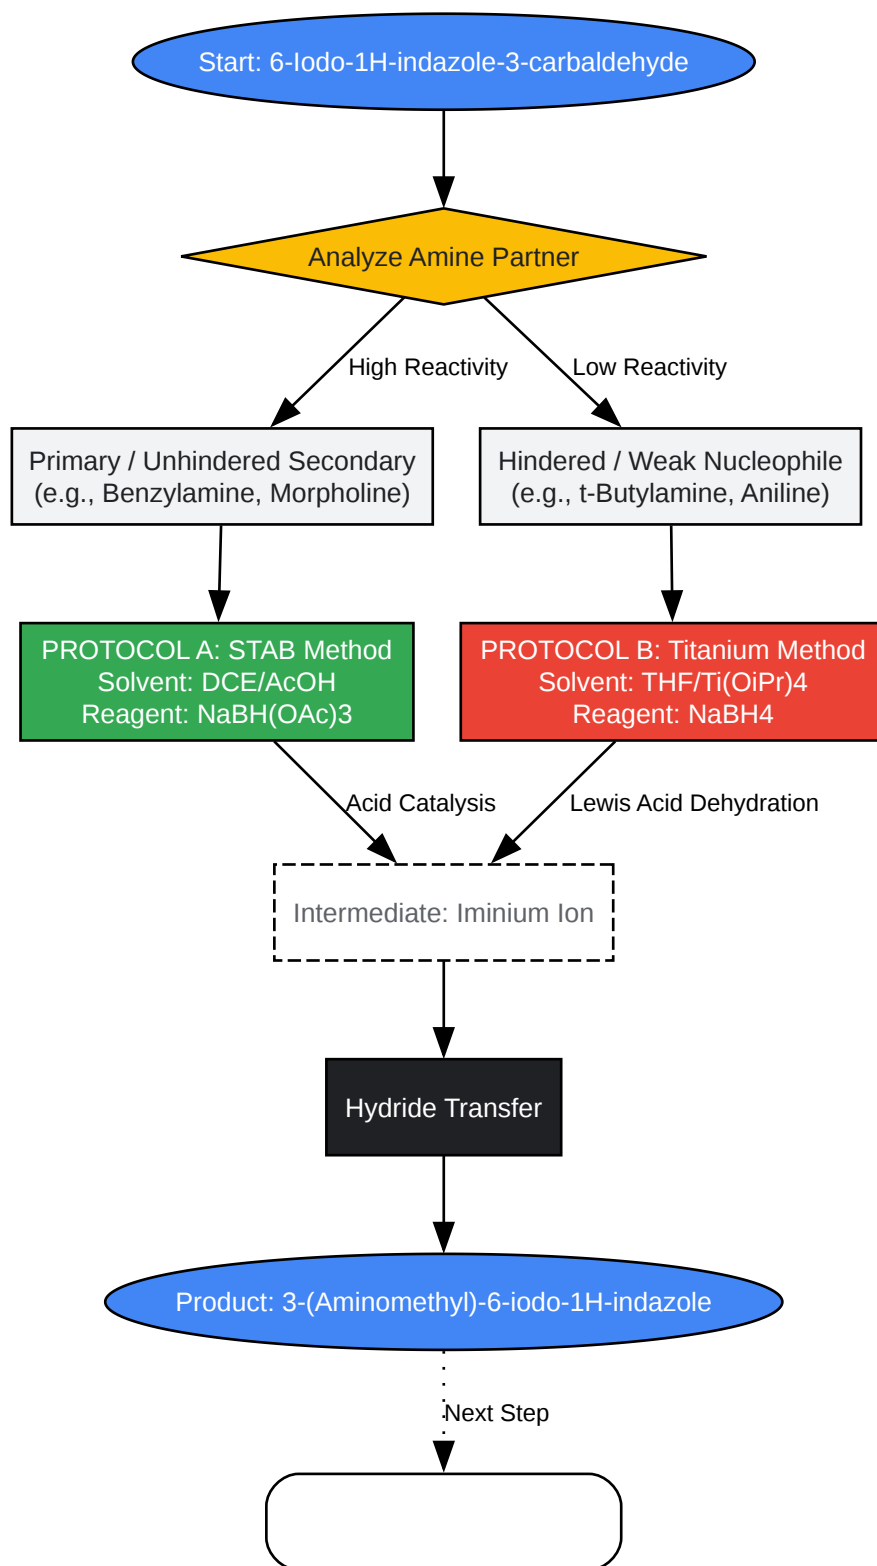 Start: 6-Iodo-1H-indazole-3-carbaldehyde
Analyze Amine Partner
High Reactivity
Low Reactivity
Primary / Unhindered Secondary
(e.g., Benzylamine, Morpholine)
Hindered / Weak Nucleophile
(e.g., t-Butylamine, Aniline)
PROTOCOL A: STAB Method
Solvent: DCE/AcOH
Reagent: NaBH(OAc)3
PROTOCOL B: Titanium Method
Solvent: THF/Ti(OiPr)4
Reagent: NaBH4
Acid Catalysis
Lewis Acid Dehydration
Intermediate: Iminium Ion
Hydride Transfer
Product: 3-(Aminomethyl)-6-iodo-1H-indazole
Next Step